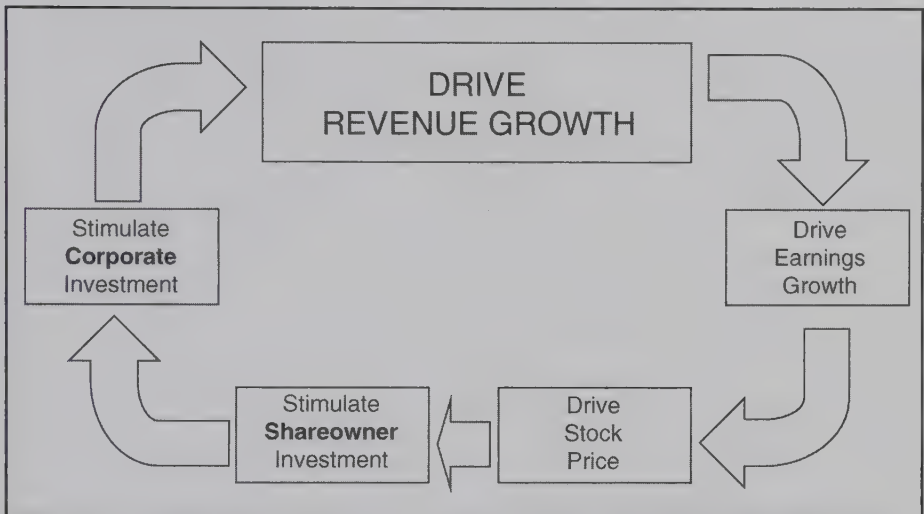 DRIVE
REVENUE GROWTH
Drive
Earnings
Growth
Drive
Stock
Price
Stimulate
Shareowner
Investment
Stimulate
Corporate
Investment